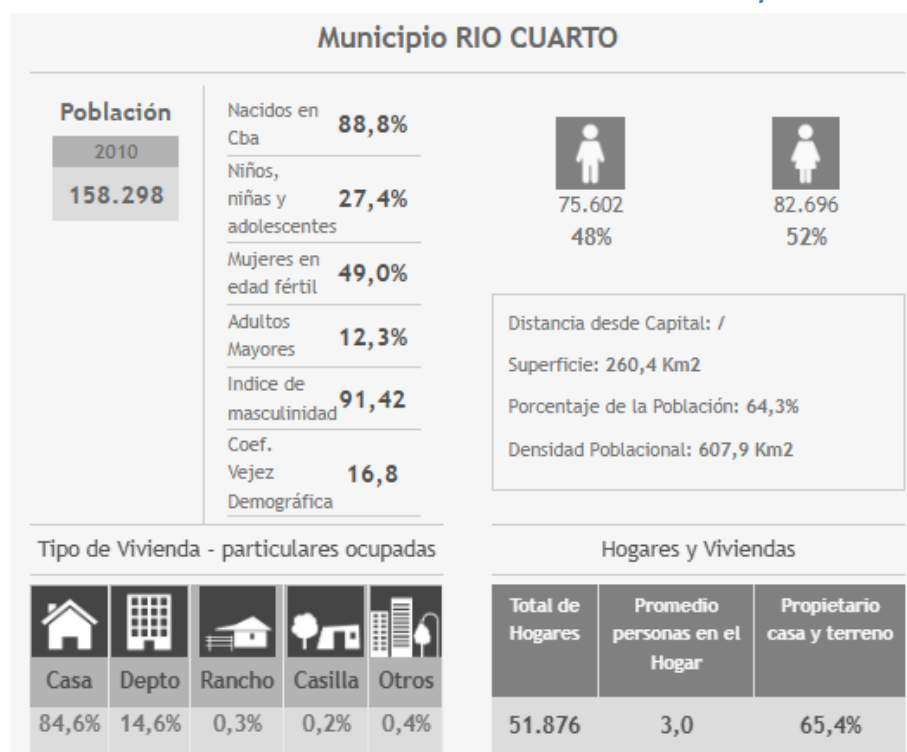 Municipio RIO CUARTO
Población
2010
158.298
Nacidos en
Cba
88,8%
Niños,
niñas y
adolescentes
27,4%
Mujeres en
edad fértil
49,0%
Adultos
Mayores
12,3%
Indice de
masculinidad
91,42
Coef.
Vejez
Demográfica
16,8
75.602
48%
82.696
52%
Distancia desde Capital: /
Superficie: 260,4 Km2
Porcentaje de la Población: 64,3%
Densidad Poblacional: 607,9 Km2
Tipo de Vivienda - particulares ocupadas
Casa Depto Rancho Casilla Otros
84,6% 14,6% 0,3% 0,2% 0,4%
Hogares y Viviendas
Total de
Hogares
Promedio
personas en el
Hogar
Propietario
casa y terreno
51.876 3,0 65,4%